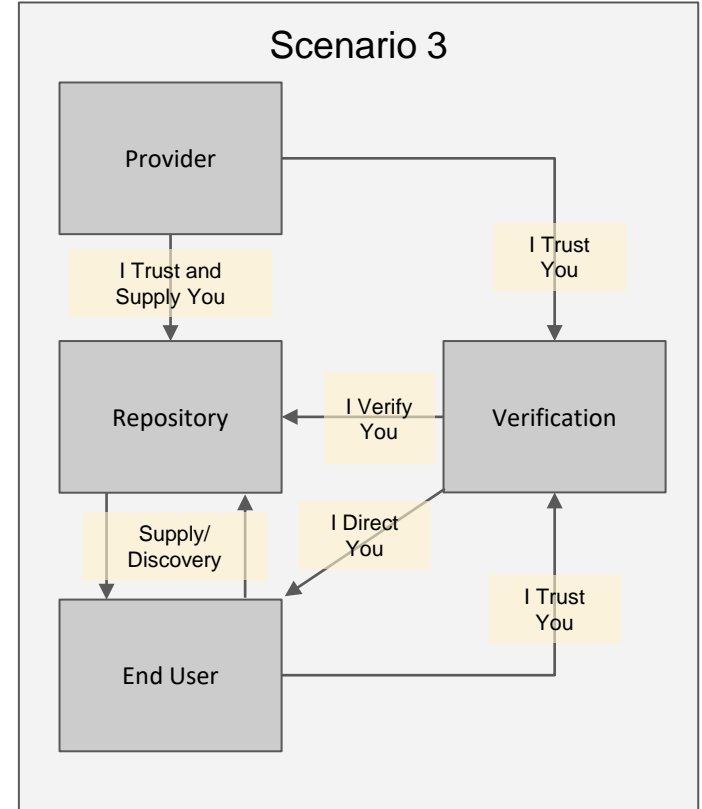 Scenario 3
Provider
I Trust
You
I Trust and
Supply You
Repository
I Verify
You
Verification
Supply/
Discovery
I Direct
You
I Trust
You
End User